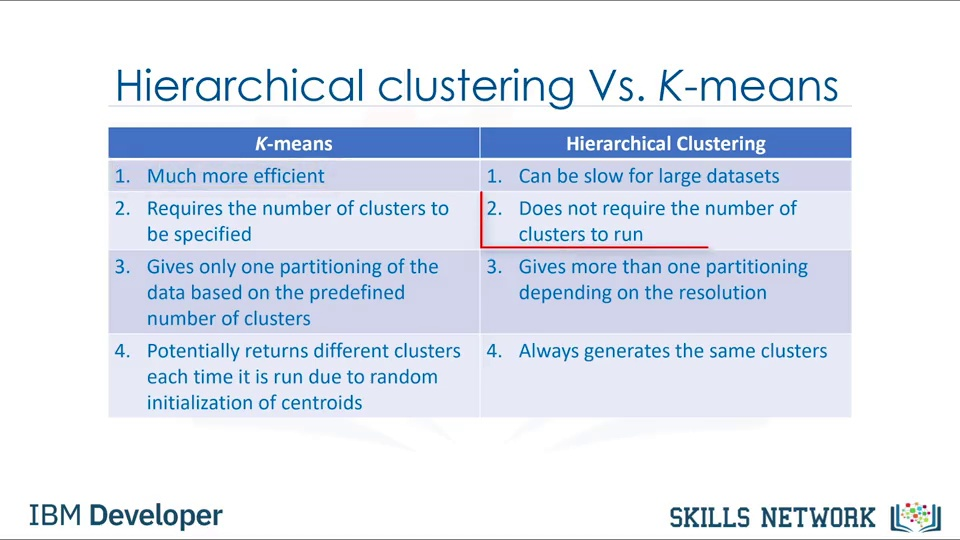 Hierarchical clustering Vs. K-means
K-means
Hierarchical Clustering
1. Much more efficient
1. Can be slow for large datasets
2. Requires the number of clusters to
be specified
2. Does not require the number of
clusters to run
3. Gives only one partitioning of the
data based on the predefined
number of clusters
3. Gives more than one partitioning
depending on the resolution
4. Potentially returns different clusters
each time it is run due to random
initialization of centroids
4. Always generates the same clusters
IBM Developer
SKILLS NETWORK